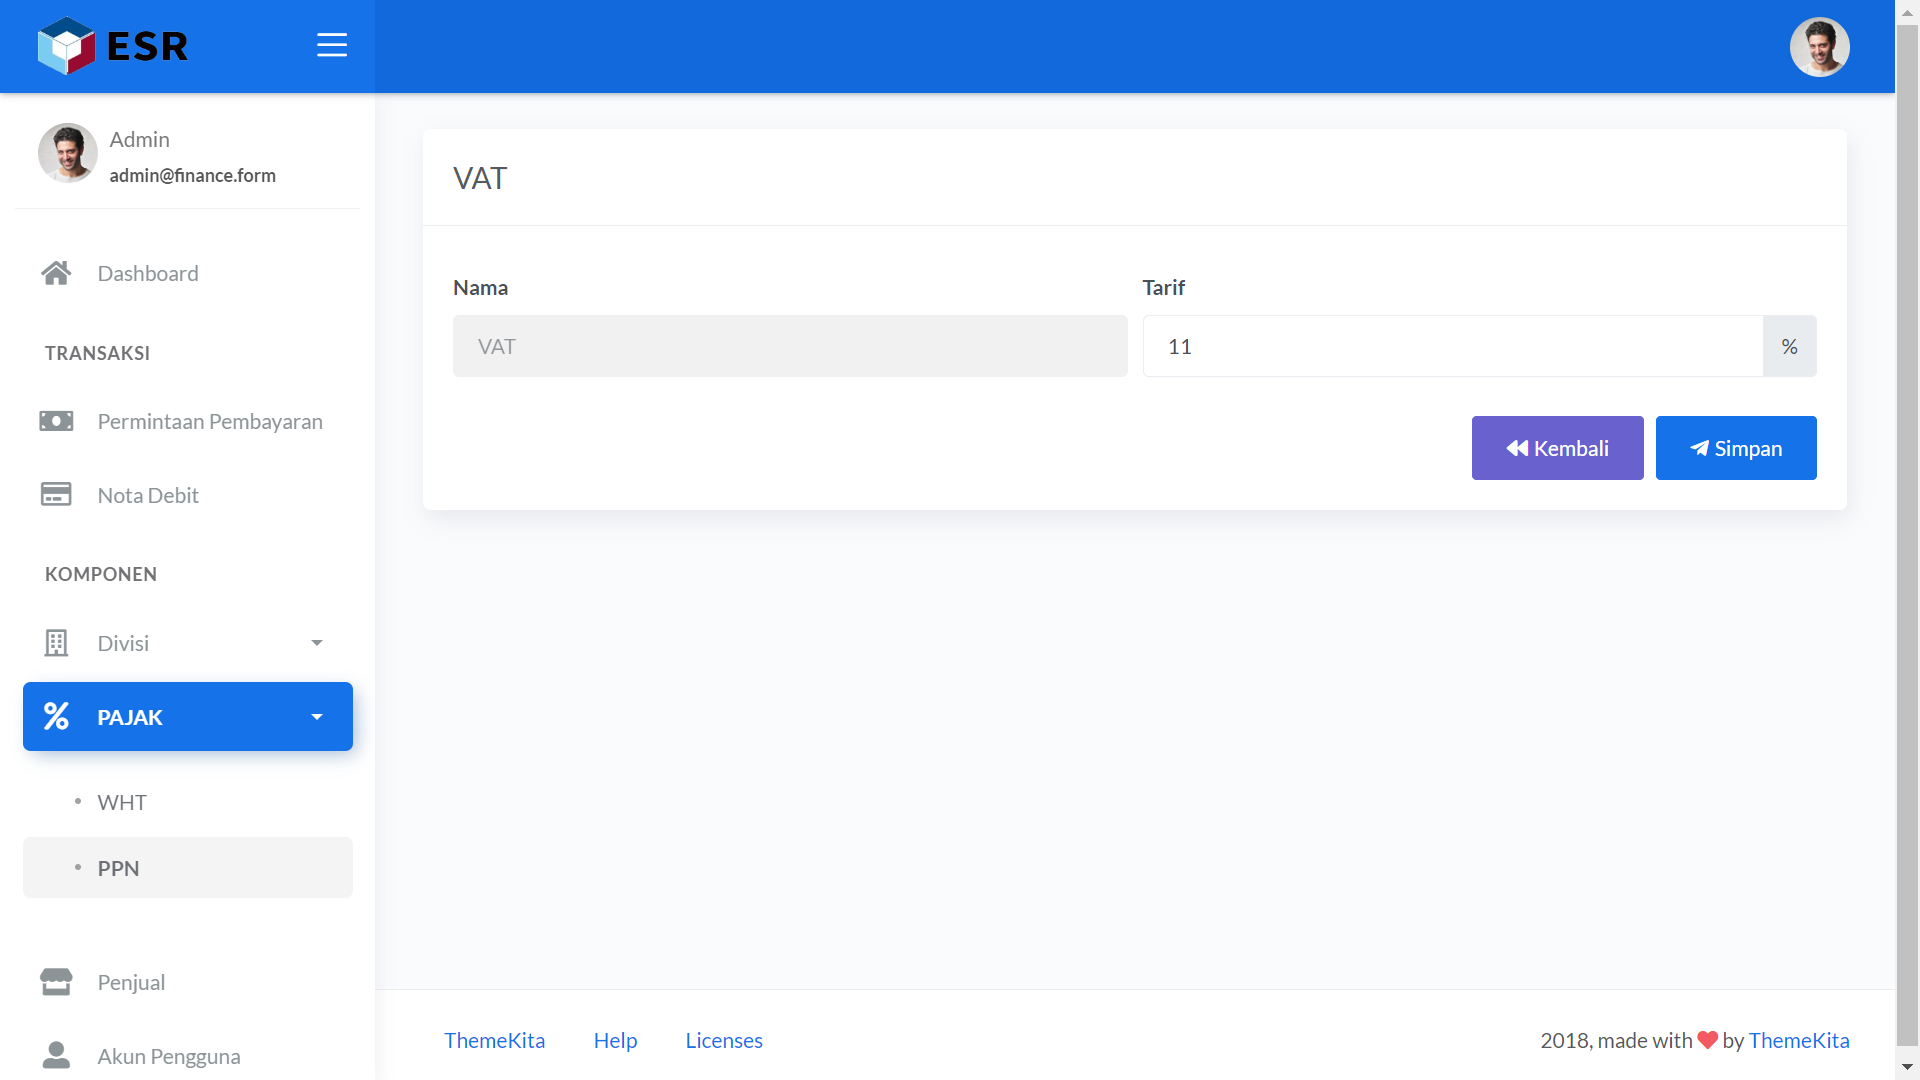 ESR
Admin
admin@finance.form
Dashboard
TRANSAKSI
Permintaan Pembayaran
Nota Debit
KOMPONEN
Divisi
PAJAK
WHT
PPN
Penjual
Akun Pengguna
VAT
Nama
Tarif
VAT
11
%
Kembali
Simpan
ThemeKita
Help
Licenses
2018, made with by ThemeKita